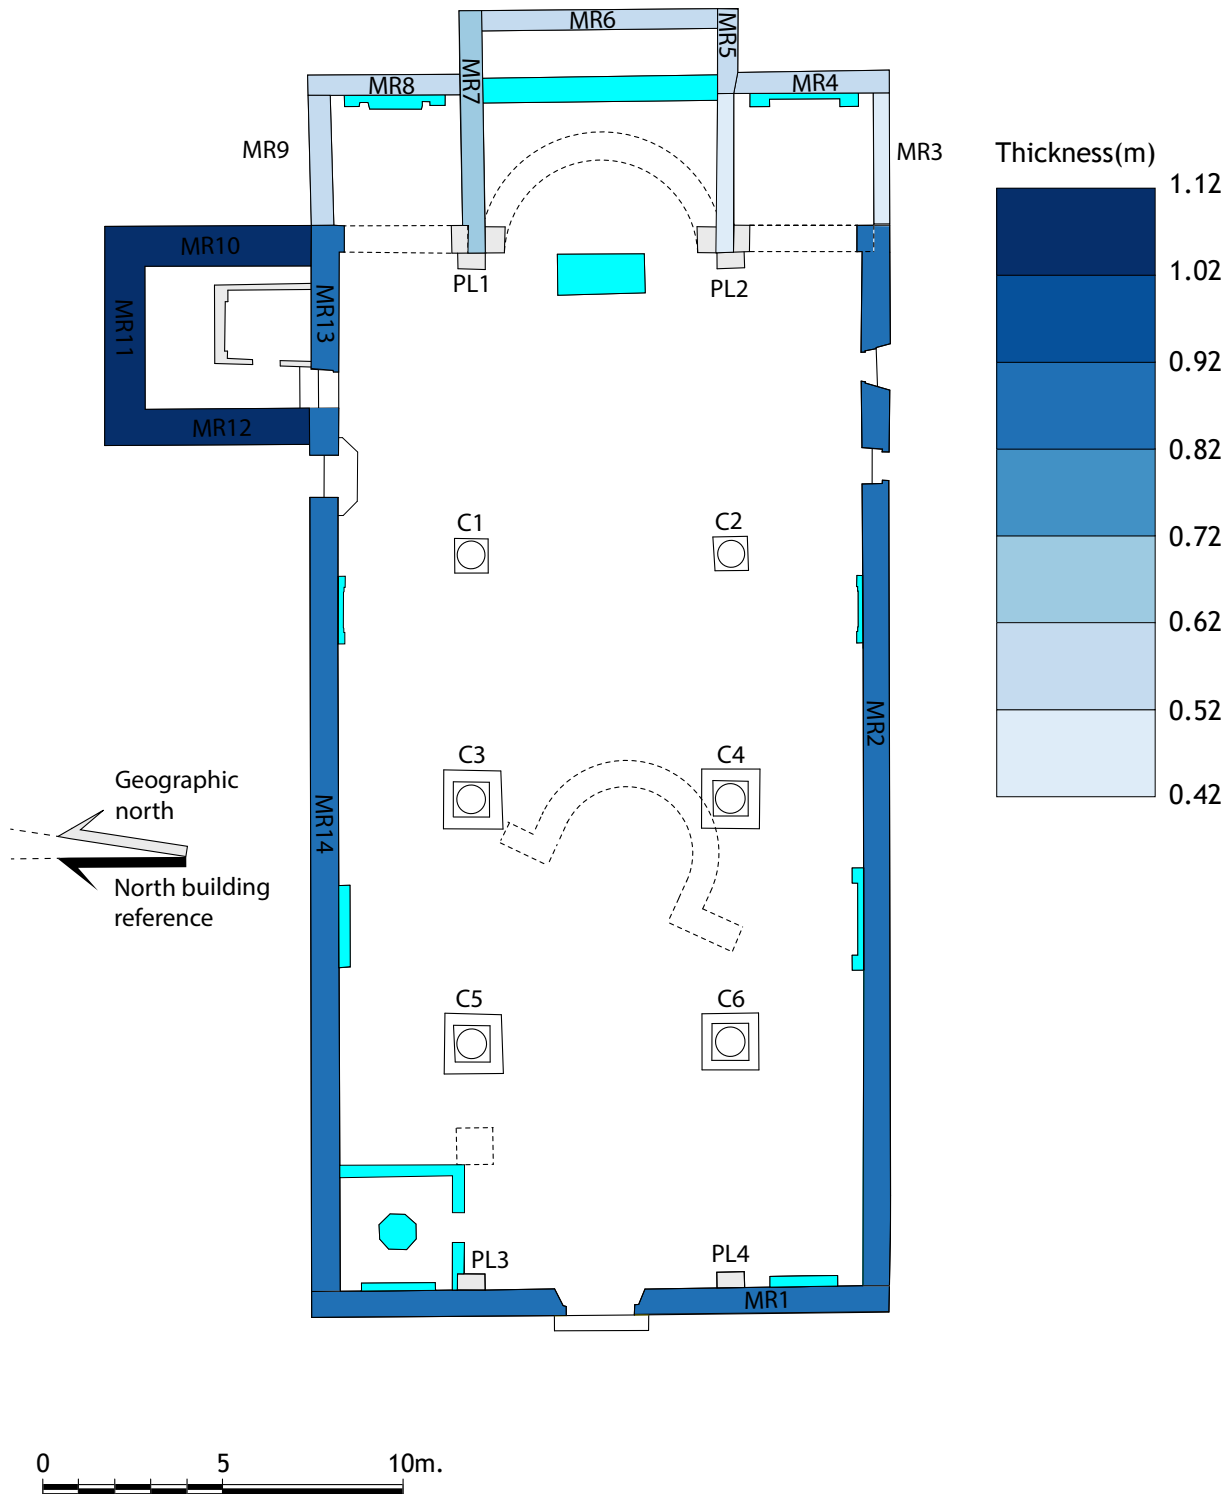 MR6
MR5
MR7
MR8
MR4
MR9
MR3
Thickness(m)
1.12
MR10
1.02
PL1
PL2
MR13
MR11
0.92
MR12
0.82
C1
C2
0.72
0.62
MR2
0.52
C3
C4
Geographic
north
0.42
MR14
North building
reference
C5
C6
PL3
PL4
MR1
0 5 10m.